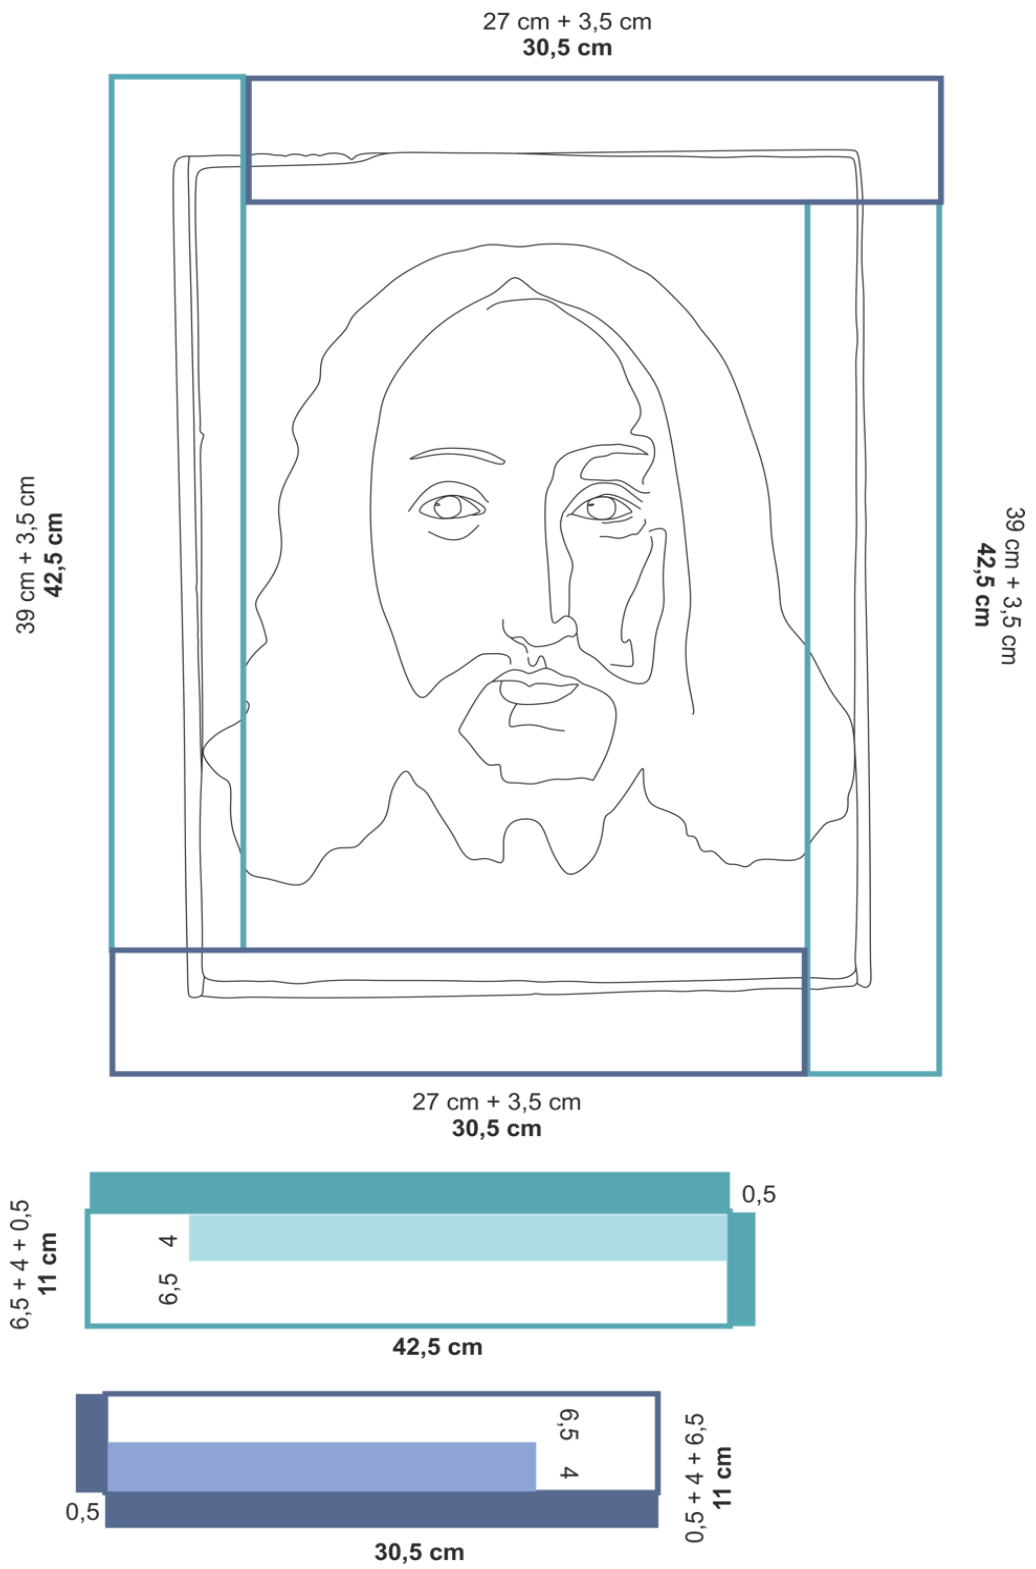 27 cm + 3,5 cm
30,5 cm
39 cm + 3,5 cm
42,5 cm
39 cm + 3,5 cm
42,5 cm
27 cm + 3,5 cm
30,5 cm
0,5
6,5 + 4 + 0,5
11 cm
4
6,5
42,5 cm
6,5
4
0,5 + 4 + 6,5
11 cm
0,5
30,5 cm